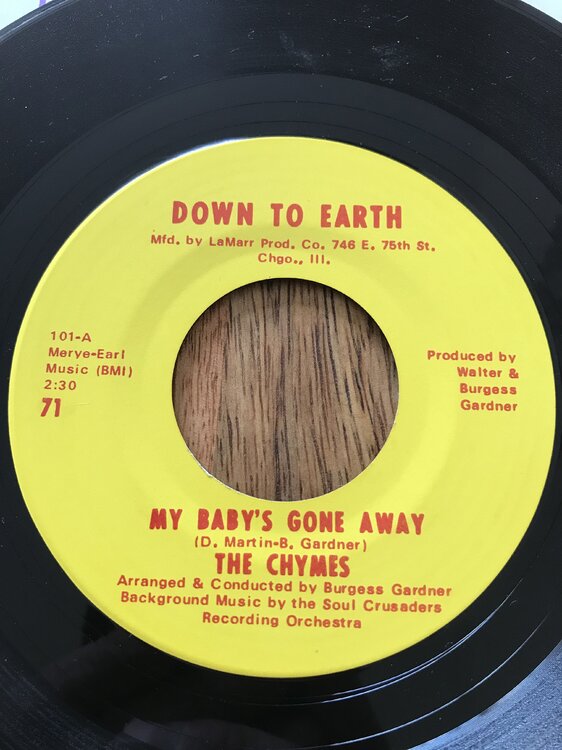 DOWN TO EARTH
Mfd. by LaMarr Prod. Co. 746 E. 75th St.
Chgo., Ill.
101-A
Merye-Earl
Music (BMI)
2:30
71
Produced by
Walter &
Burgess
Gardner
MY BABY'S GONE AWAY
(D. Martin-B. Gardner)
THE CHYMES
Arranged & Conducted by Burgess Gardner
Background Music by the Soul Crusaders
Recording Orchestra